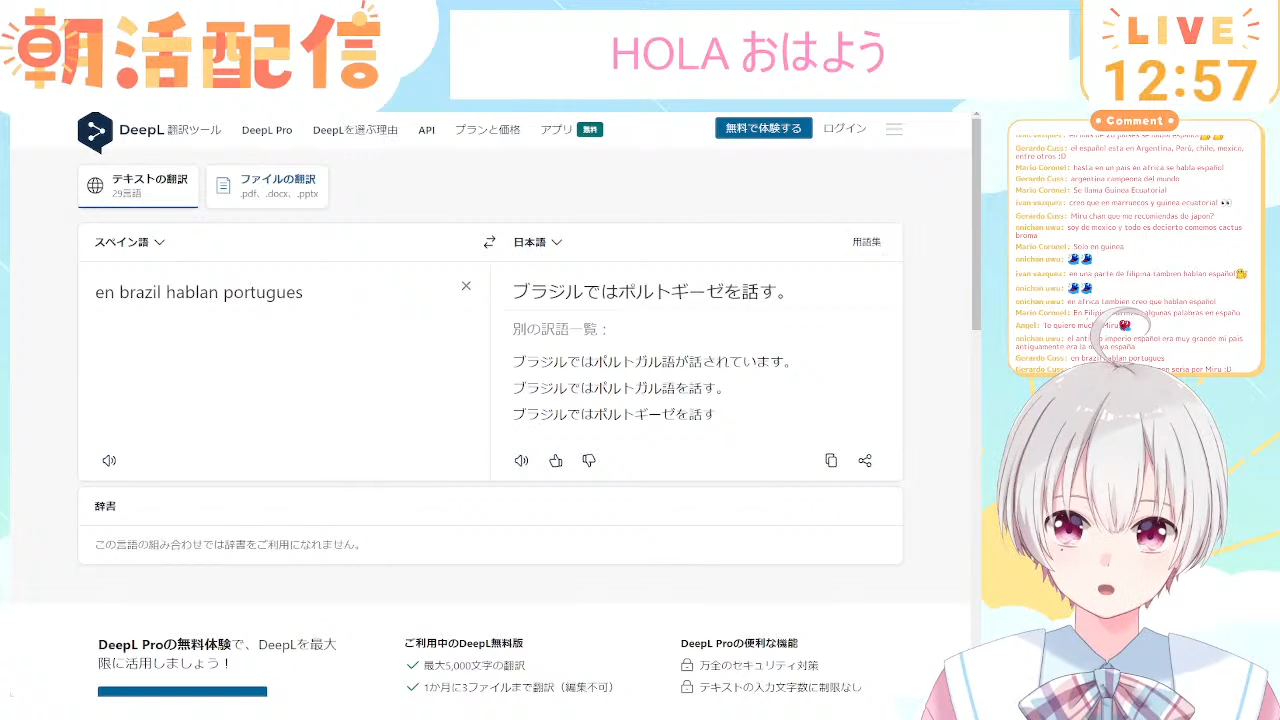 朝活配信
HOLA おはよう
LIVE
12:57
DeepL 翻訳ツール
DeepL Pro
DeepLを選ぶ理由
API
プランと価格
アプリ
無料
無料で体験する
ログイン
テキストの翻訳
29言語
ファイルの翻訳
.pdf、.docx、.pptx
スペイン語
日本語
用語集
en brazil hablan portugues
ブラジルではポルトギーゼを話す。
別の訳語一覧：
ブラジルではポルトガル語が話されています。
ブラジルではポルトガル語を話す。
ブラジルではポルトギーゼを話す
辞書
この言語の組み合わせでは辞書をご利用になれません。
DeepL Proの無料体験で、DeepLを最大
限に活用しましょう！
ご利用中のDeepL無料版
最大5,000文字の翻訳
1か月に3ファイルまで翻訳（編集不可）
DeepL Proの便利な機能
万全のセキュリティ対策
テキストの入力文字数に制限なし
Comment
Gerardo Cuss: el español esta en Argentina, Perú, chile, mexico,
entre otros :D
Mario Coronel: hasta en un pais en africa se habla español
Gerardo Cuss: argentina campeona del mundo
Mario Coronel: Se llama Guinea Ecuatorial
ivan vazquez: creo que en marruncos y guinea ecuatorial 👀
Gerardo Cuss: Miru chan que me recomiendas de japon?
onichan uwu: soy de mexico y todo es decierto comemos cactus
broma
Mario Coronel: Solo en guinea
onichan uwu:
ivan vazquez: en una parte de filipina tambien hablan español
onichan uwu:
onichan uwu: en africa tambien creo que hablan español
Mario Coronel: En Filip algunas palabras en españo
Angel: Te quiero mucho Miru
onichan uwu: el imperio español era muy grande mi pais
antiguamente era la españa
Gerardo Cuss: en brazil hablan portugues
Gerardo Cuss: seria por Miru :D